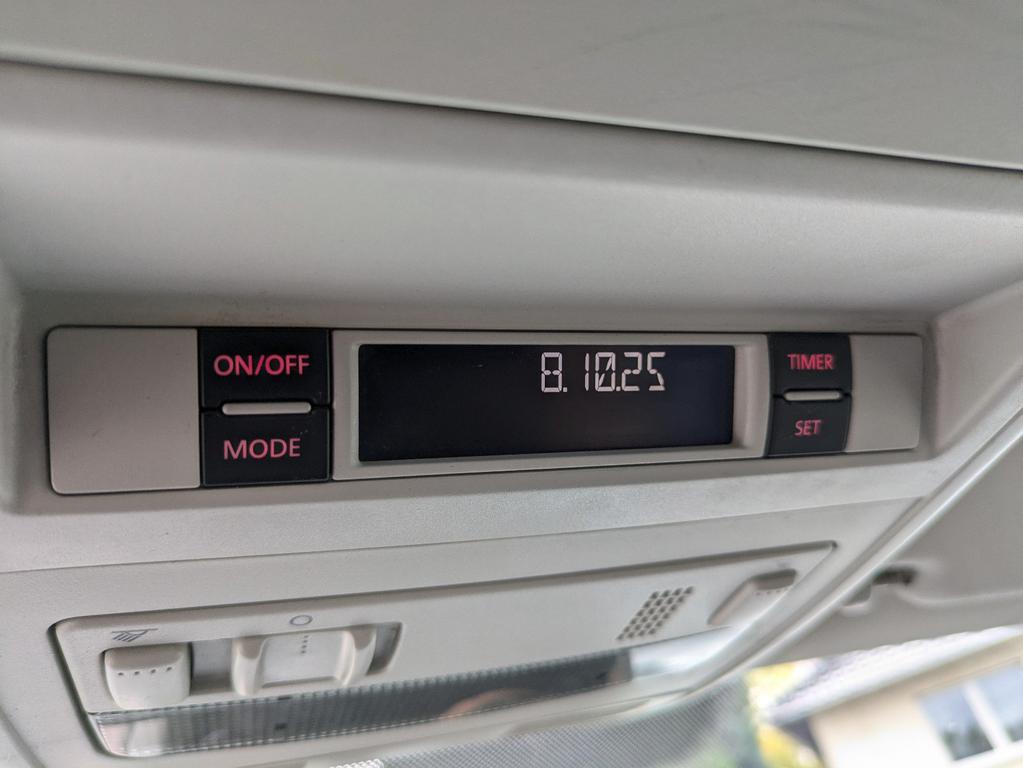 ON/OFF
MODE
8.10.25
TIMER
SET